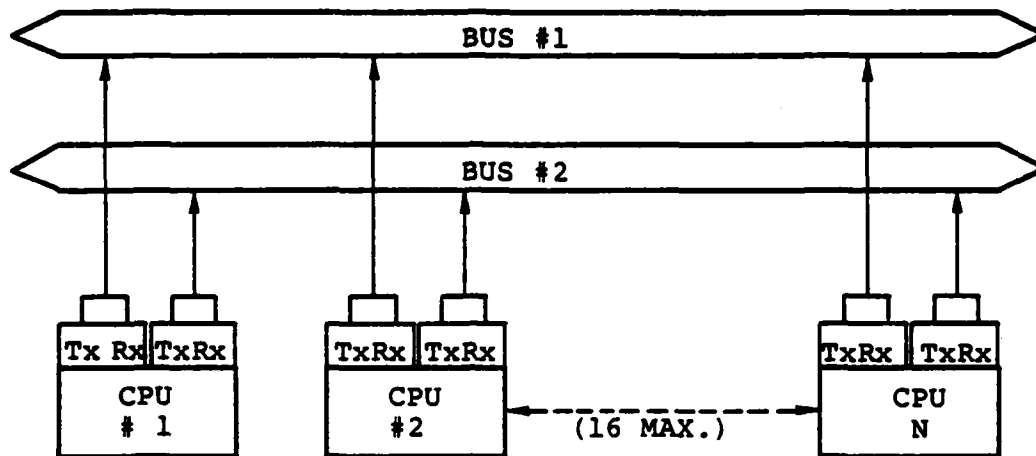 BUS #1
BUS #2
Tx Rx TxRx TxRx TxRx TxRx TxRx
CPU CPU CPU
# 1 #2 (16 MAX.) N